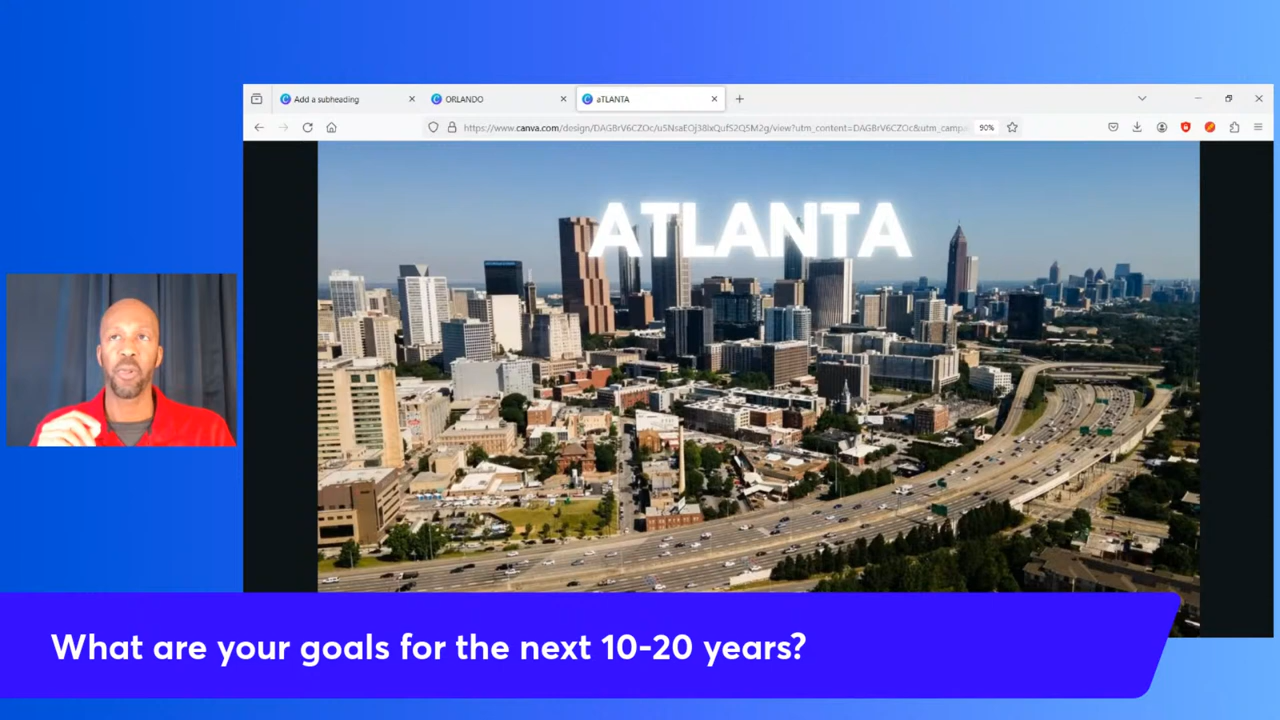 Add a subheading
ORLANDO
aTLANTA
https://www.canva.com/design/DAGBrV6CZOc/u5NsaEOj38lxQufS2Q5M2g/view?utm_content=DAGBrV6CZOc&utm_camp
90%
ATLANTA
What are your goals for the next 10-20 years?